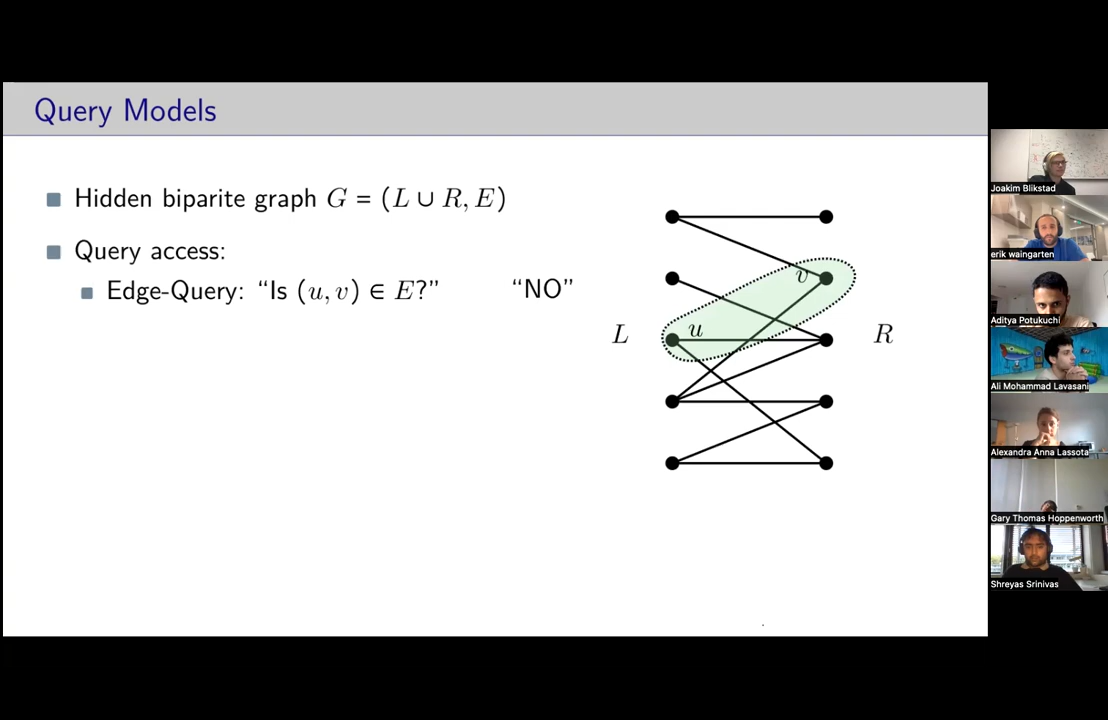 Query Models
Hidden biparite graph G = (L ∪ R, E)
Query access:
Edge-Query: “Is (u, v) ∈ E?” “NO”
v
u
L
R
Joakim Blikstad
erik waingarten
Aditya Potukuchi
Ali Mohammad Lavasani
Alexandra Anna Lassota
Gary Thomas Hoppenworth
Shreyas Srinivas